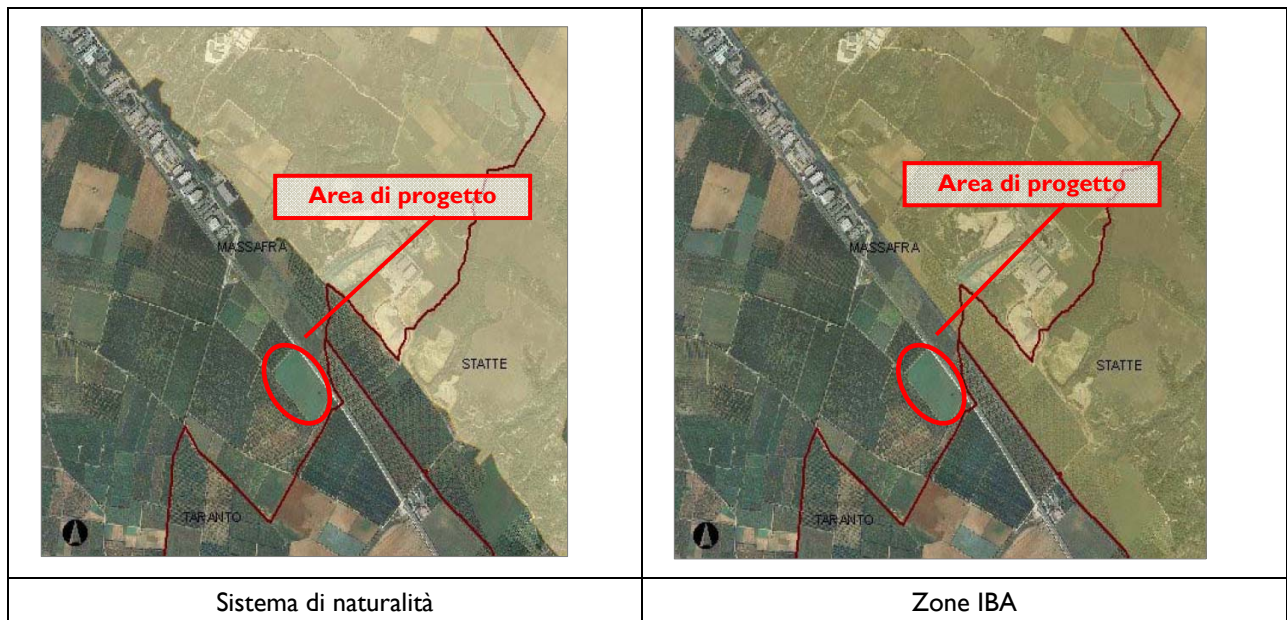 Area di progetto
MASSAFRA
STATTE
TARANTO
Area di progetto
MASSAFRA
STATTE
TARANTO
Sistema di naturalità
Zone IBA